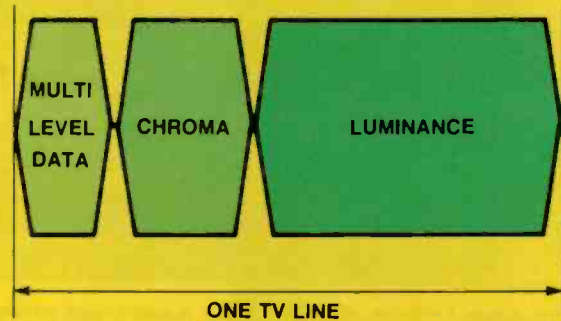 MULTI
LEVEL
DATA
CHROMA
LUMINANCE
ONE TV LINE